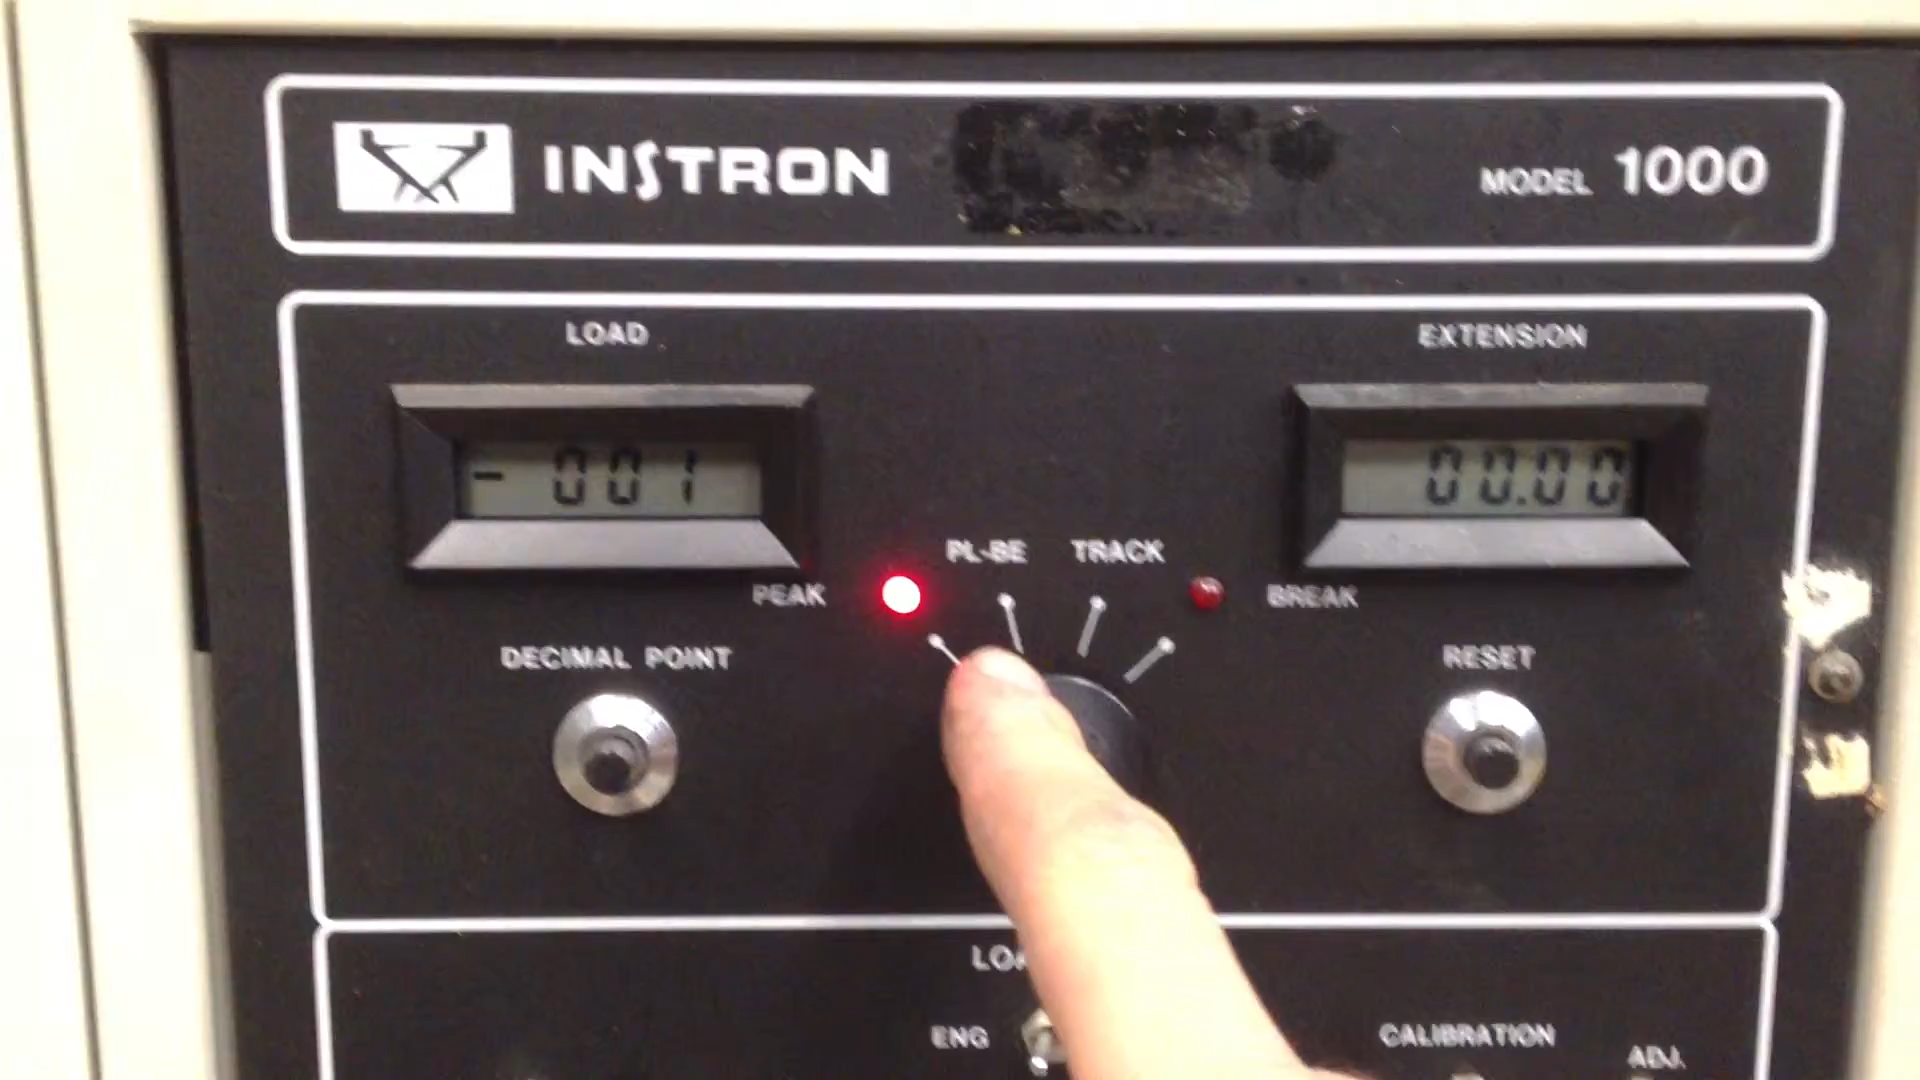 INSTRON
MODEL 1000
LOAD
EXTENSION
- 001
00.00
PL-BE
TRACK
PEAK
BREAK
DECIMAL POINT
RESET
ENG
CALIBRATION
ADJ.